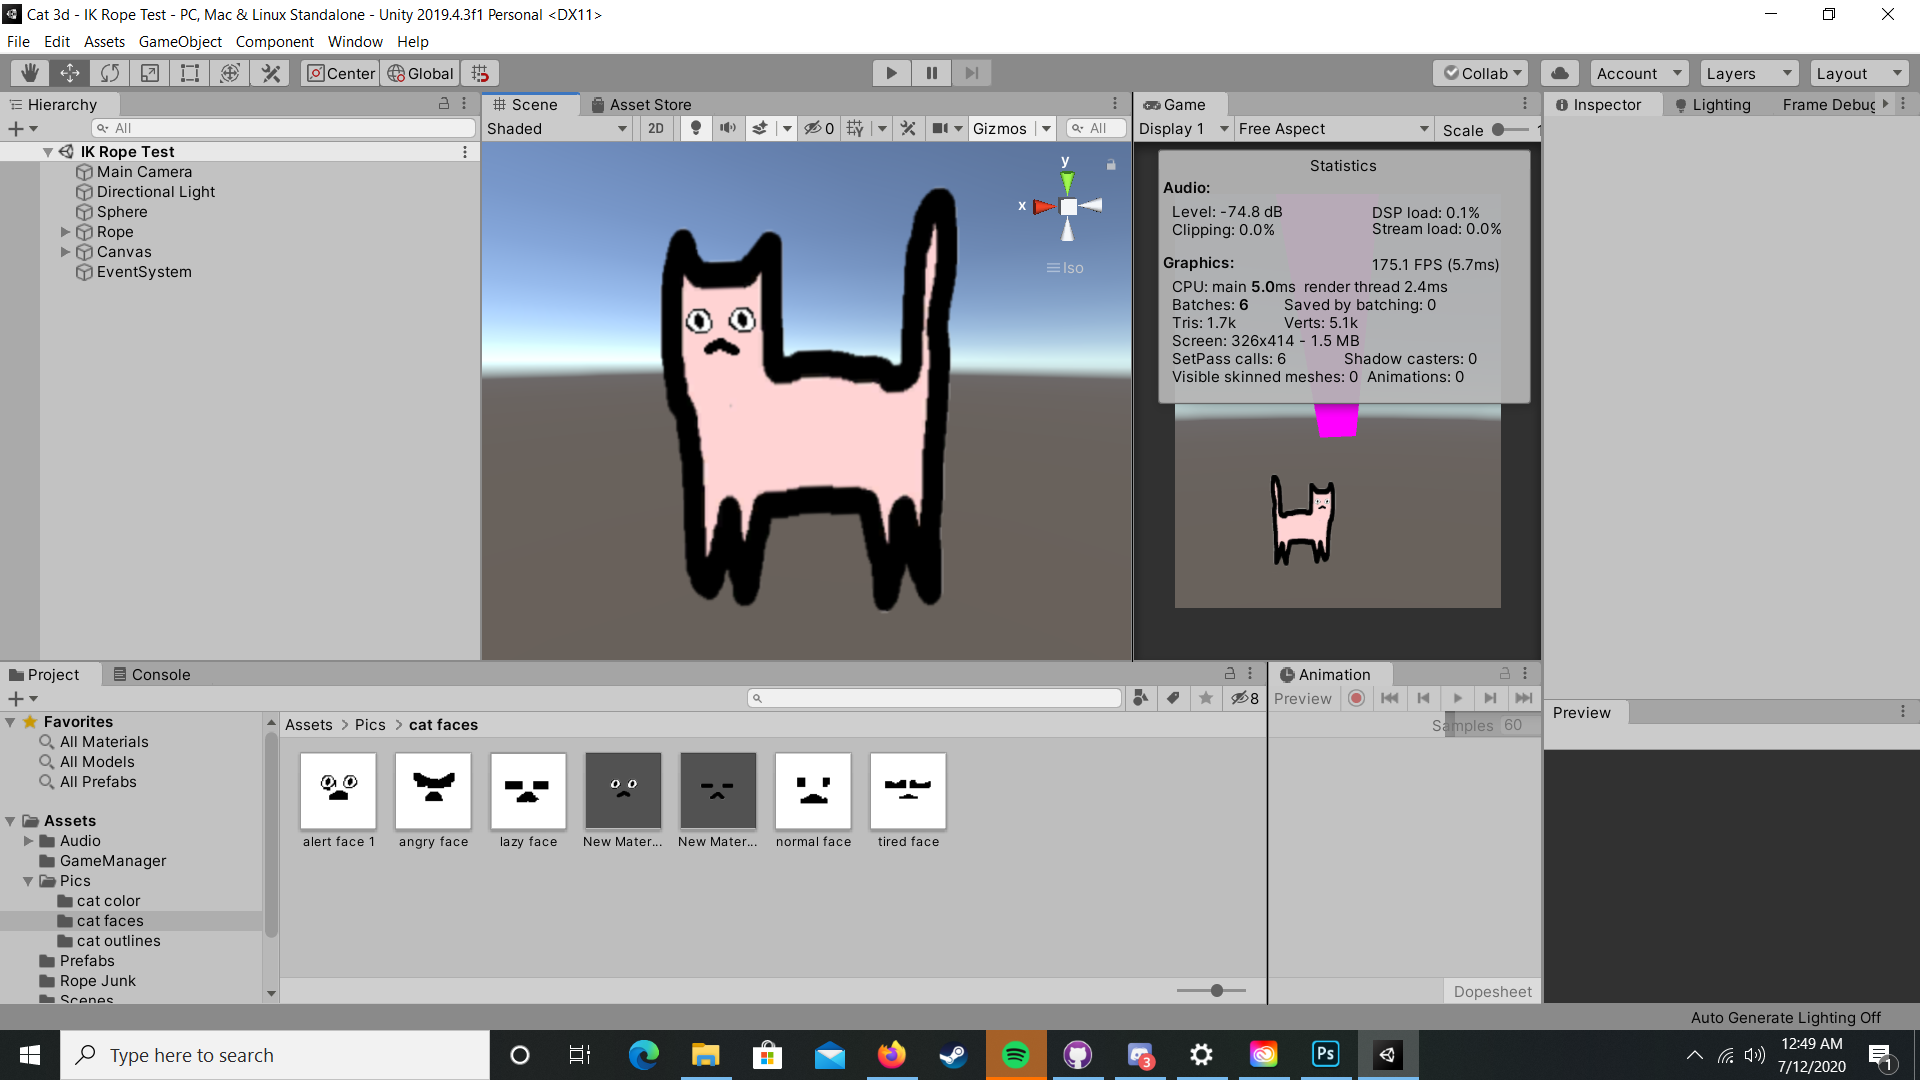 Cat 3d - IK Rope Test - PC, Mac & Linux Standalone - Unity 2019.4.3f1 Personal <DX11>
File Edit Assets GameObject Component Window Help
Center Global Collab Account Layers Layout
Hierarchy
All
IK Rope Test
Main Camera
Directional Light
Sphere
Rope
Canvas
EventSystem
Scene Asset Store
Shaded 2D 0 Gizmos All
y
x
Iso
Game
Display 1 Free Aspect Scale 1
Statistics
Audio:
Level: -74.8 dB DSP load: 0.1%
Clipping: 0.0% Stream load: 0.0%
Graphics: 175.1 FPS (5.7ms)
CPU: main 5.0ms render thread 2.4ms
Batches: 6 Saved by batching: 0
Tris: 1.7k Verts: 5.1k
Screen: 326x414 - 1.5 MB
SetPass calls: 6 Shadow casters: 0
Visible skinned meshes: 0 Animations: 0
Inspector Lighting Frame Debug
Project Console
8
Favorites
All Materials
All Models
All Prefabs
Assets
Audio
GameManager
Pics
cat color
cat faces
cat outlines
Prefabs
Rope Junk
Scenes
Assets > Pics > cat faces
alert face 1 angry face lazy face New Mater... New Mater... normal face tired face
Animation
Preview
Samples 60
Dopesheet
Preview
Auto Generate Lighting Off
Type here to search
3
Ps
12:49 AM
7/12/2020
1